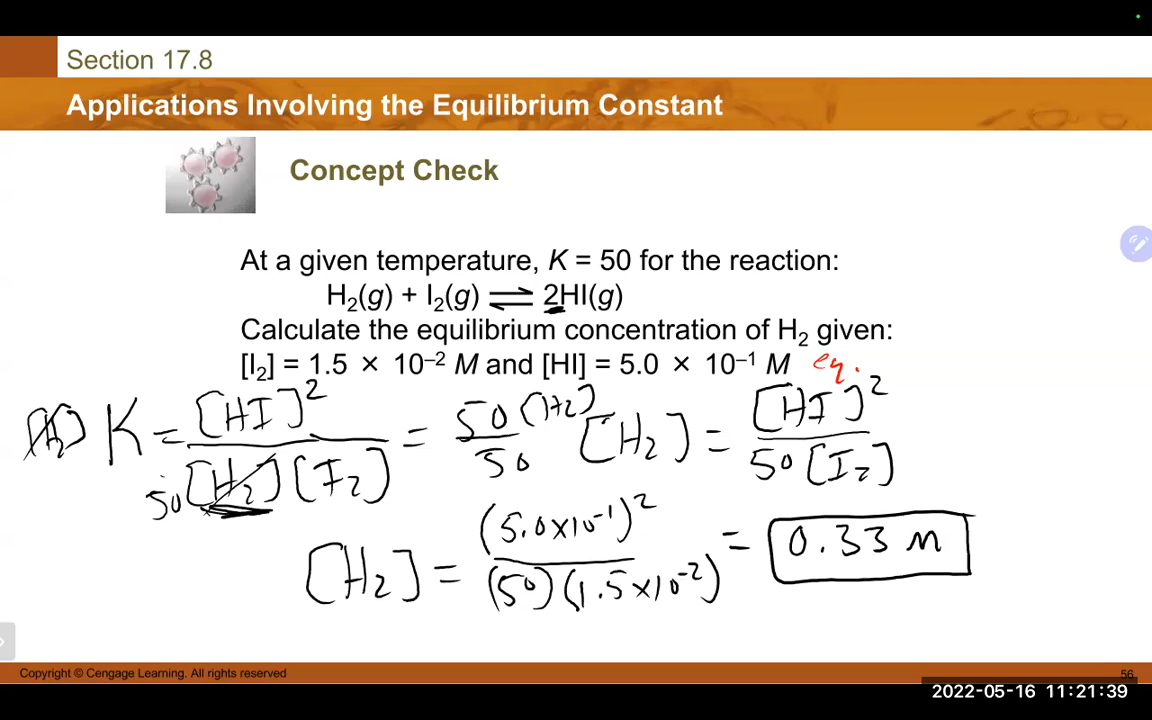 Section 17.8
Applications Involving the Equilibrium Constant
Concept Check
At a given temperature, K = 50 for the reaction:
H₂(g) + I₂(g) ⇌ 2HI(g)
Calculate the equilibrium concentration of H₂ given:
[I₂] = 1.5 × 10⁻² M and [HI] = 5.0 × 10⁻¹ M eq.
K = [HI]² / 50 [H₂][I₂] = 50 [H₂] / 50 [H₂] = [HI]² / 50 [I₂]
[H₂] = (5.0×10⁻¹)² / (50)(1.5×10⁻²) = 0.33 M
Copyright © Cengage Learning. All rights reserved
56
2022-05-16 11:21:39